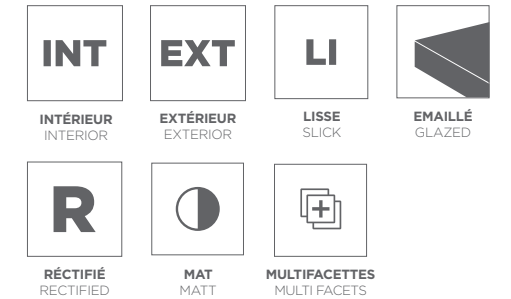 INT
INTÉRIEUR
INTERIOR
EXT
EXTÉRIEUR
EXTERIOR
LI
LISSE
SLICK
EMAILLÉ
GLAZED
R
RÉCTIFIÉ
RECTIFIED
MAT
MATT
MULTIFACETTES
MULTI FACETS